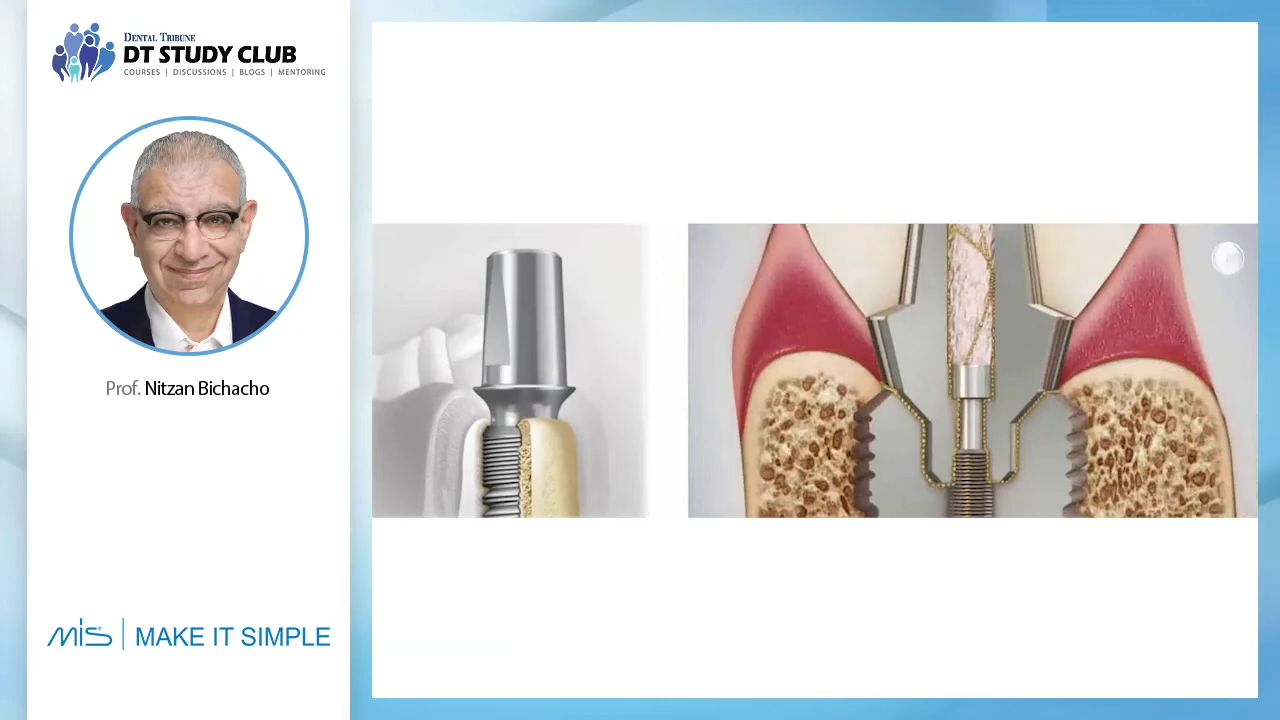 DENTAL TRIBUNE
DT STUDY CLUB
COURSES | DISCUSSIONS | BLOGS | MENTORING
Prof. Nitzan Bichacho
MIS® | MAKE IT SIMPLE